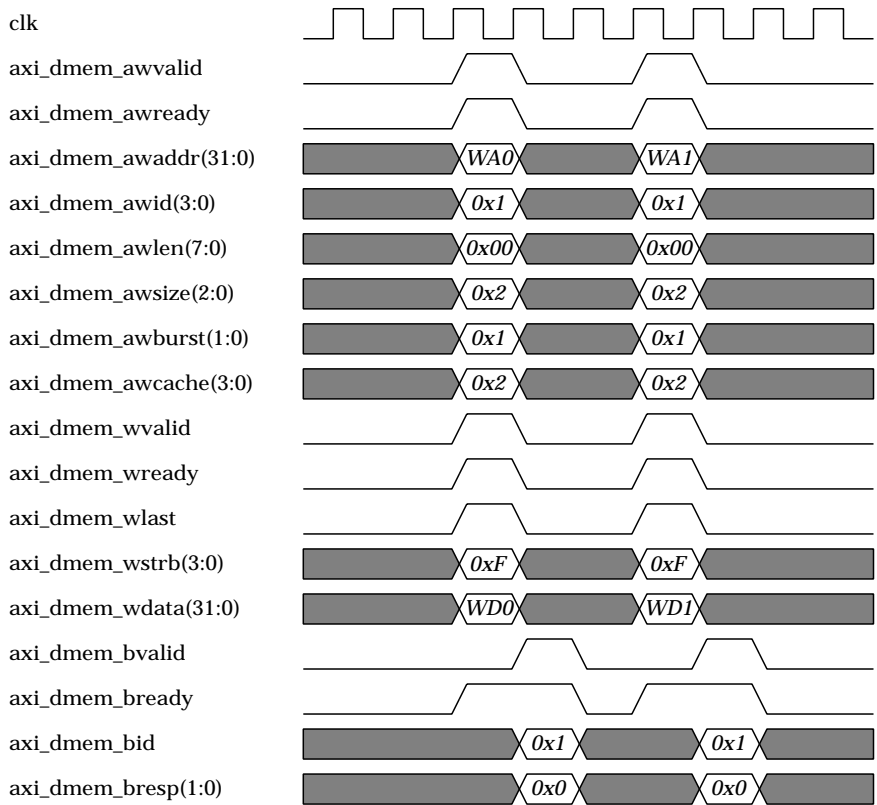 clk
axi_dmem_awvalid
axi_dmem_awready
axi_dmem_awaddr(31:0) WA0 WA1
axi_dmem_awid(3:0) 0x1 0x1
axi_dmem_awlen(7:0) 0x00 0x00
axi_dmem_awsize(2:0) 0x2 0x2
axi_dmem_awburst(1:0) 0x1 0x1
axi_dmem_awcache(3:0) 0x2 0x2
axi_dmem_wvalid
axi_dmem_wready
axi_dmem_wlast
axi_dmem_wstrb(3:0) 0xF 0xF
axi_dmem_wdata(31:0) WD0 WD1
axi_dmem_bvalid
axi_dmem_bready
axi_dmem_bid 0x1 0x1
axi_dmem_bresp(1:0) 0x0 0x0